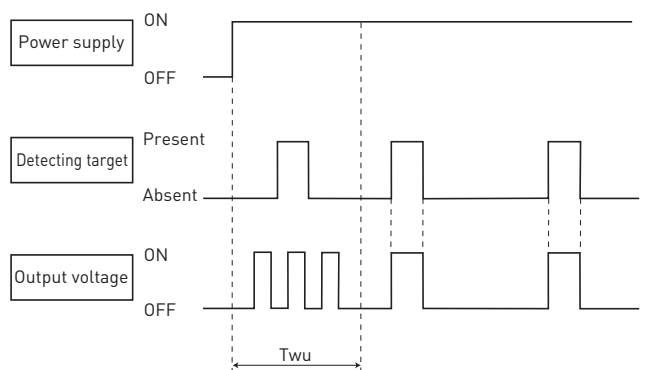 ON
Power supply
OFF
Present
Detecting target
Absent
ON
Output voltage
OFF
Twu